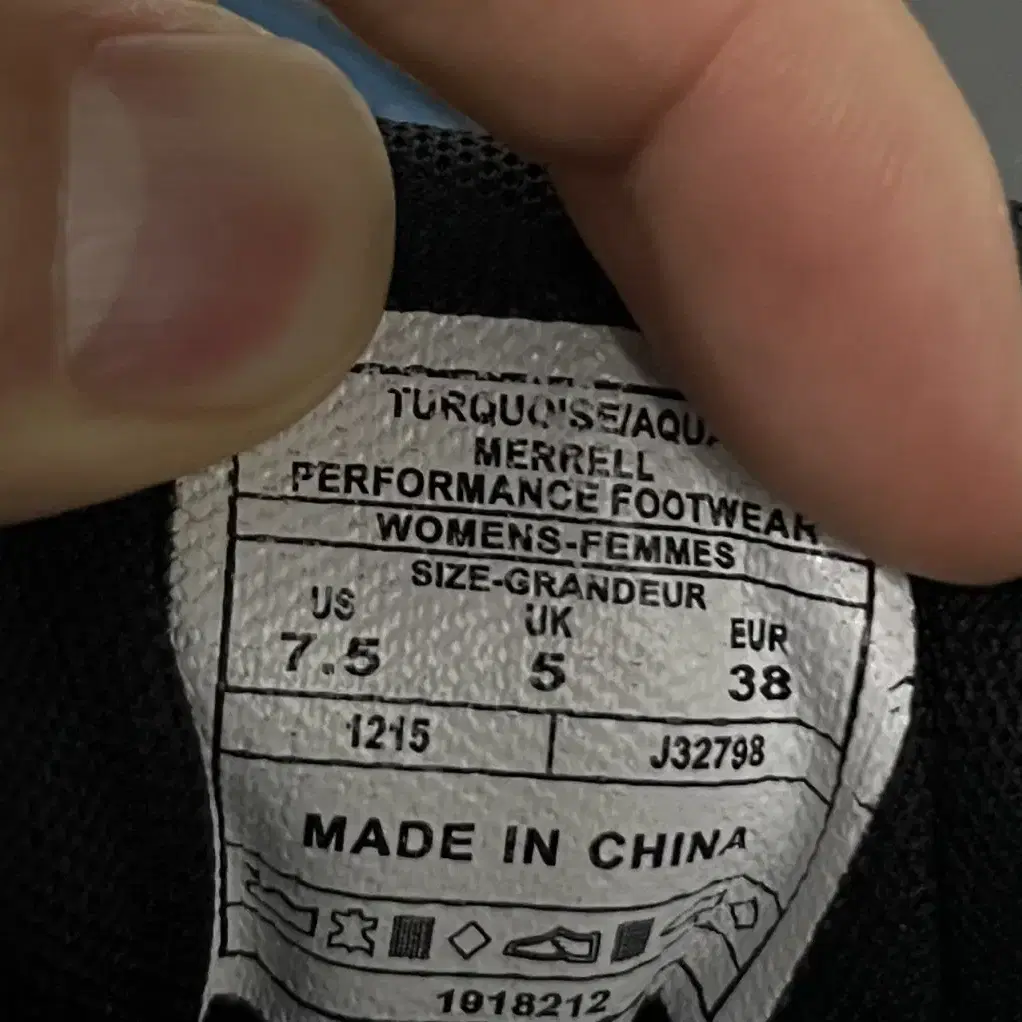 TURQUOISE/AQUA
MERRELL
PERFORMANCE FOOTWEAR
WOMENS-FEMMES
SIZE-GRANDEUR
US UK EUR
7.5 5 38
1215 J32798
MADE IN CHINA
1018212